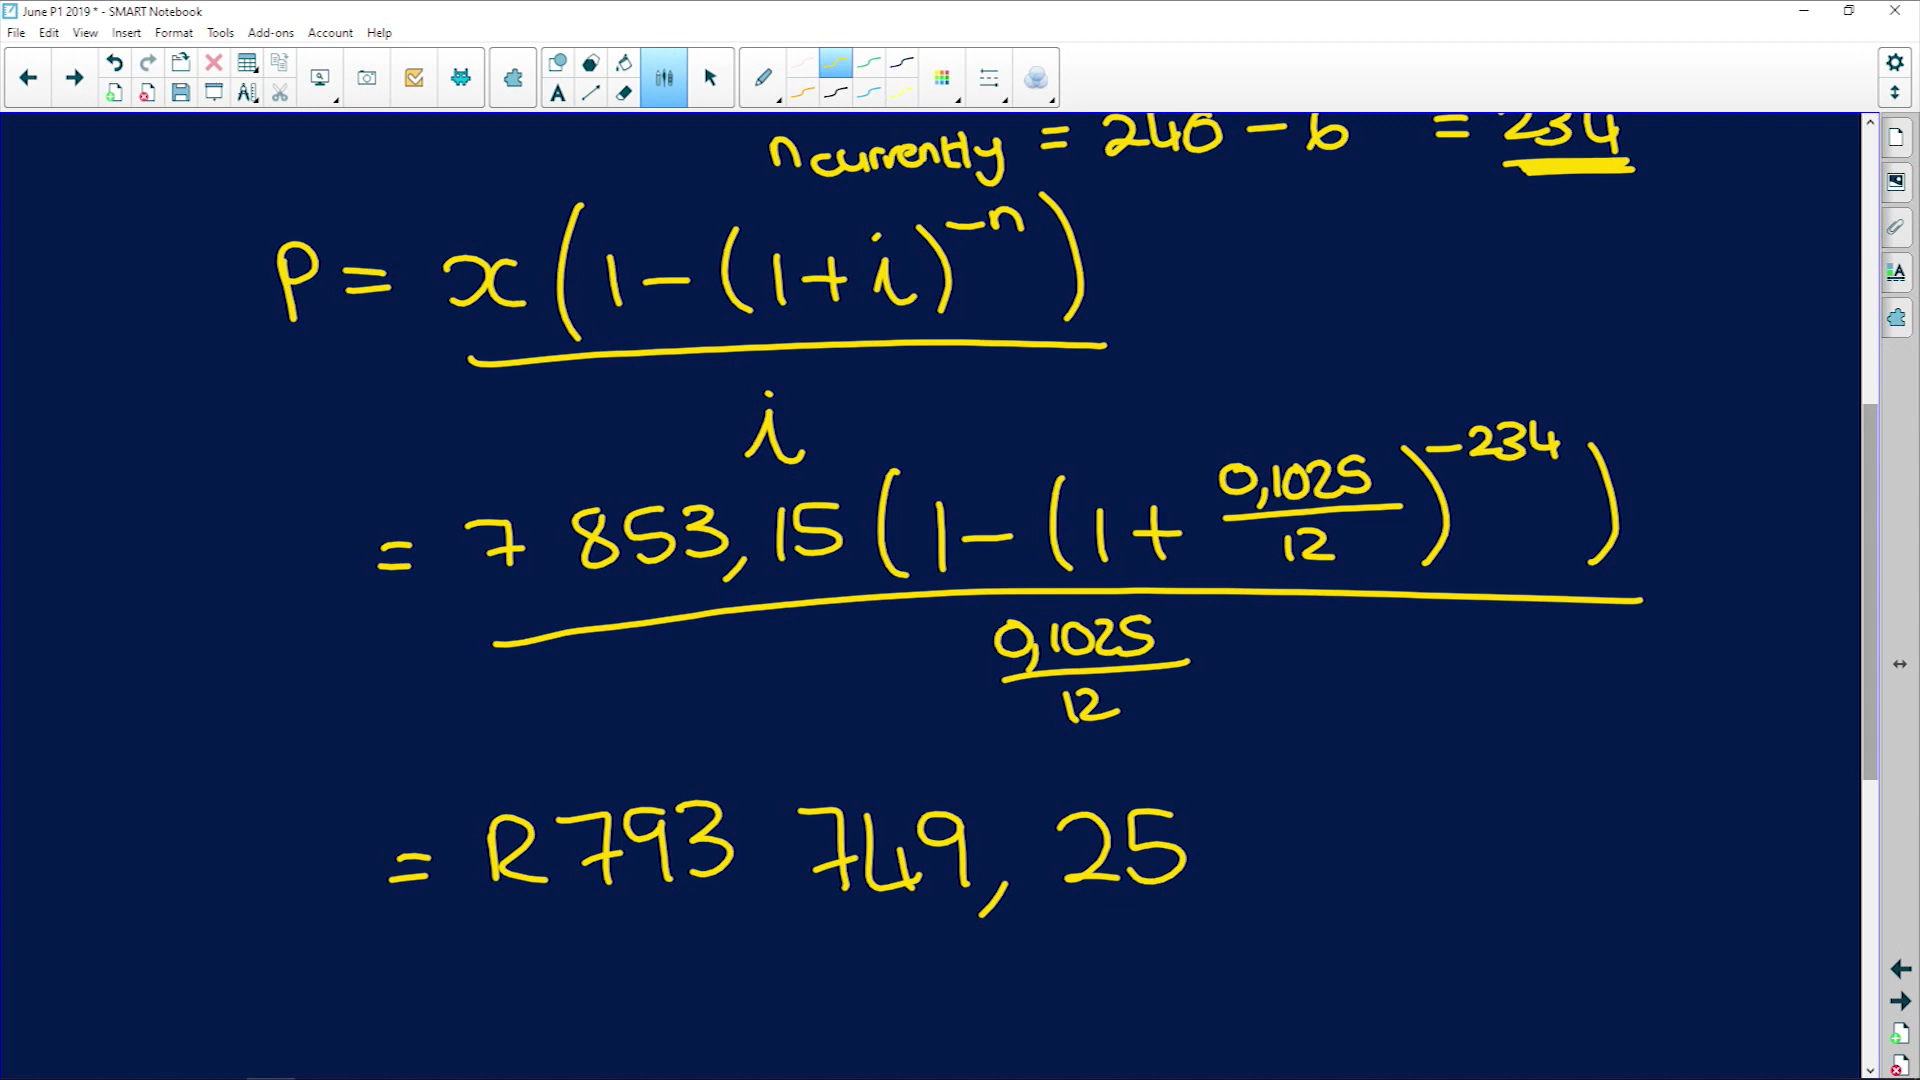 June P1 2019 * - SMART Notebook
File Edit View Insert Format Tools Add-ons Account Help
n currently = 240 - 6 = 234
P = x(1-(1+i)^-n)
i
= 7 853,15(1-(1+ 0,1025/12)^-234)
0,1025
12
= R793 749,25